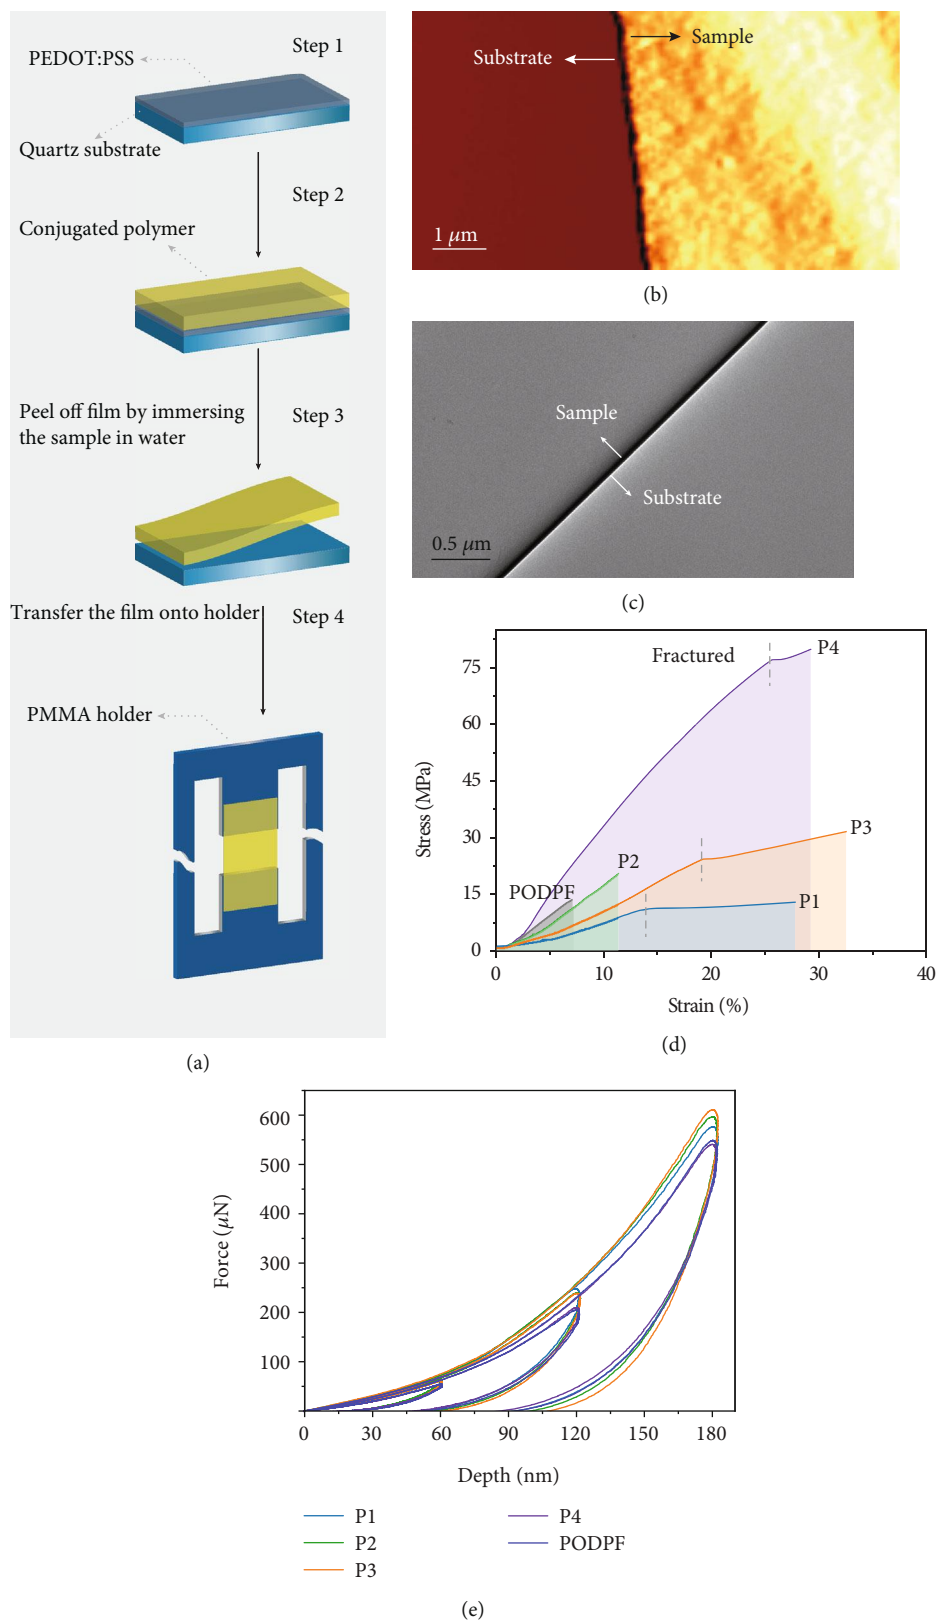 Step 1
PEDOT:PSS
Quartz substrate
Step 2
Conjugated polymer
Peel off film by immersing
the sample in water
Step 3
Transfer the film onto holder
Step 4
PMMA holder
(a)
Substrate
Sample
1 μm
(b)
Sample
Substrate
0.5 μm
(c)
Stress (MPa)
75
60
45
30
15
0
Fractured
P4
P3
P2
PODPF
P1
0 10 20 30 40
Strain (%)
(d)
Force (μN)
600
500
400
300
200
100
0 30 60 90 120 150 180
Depth (nm)
P1
P2
P3
P4
PODPF
(e)